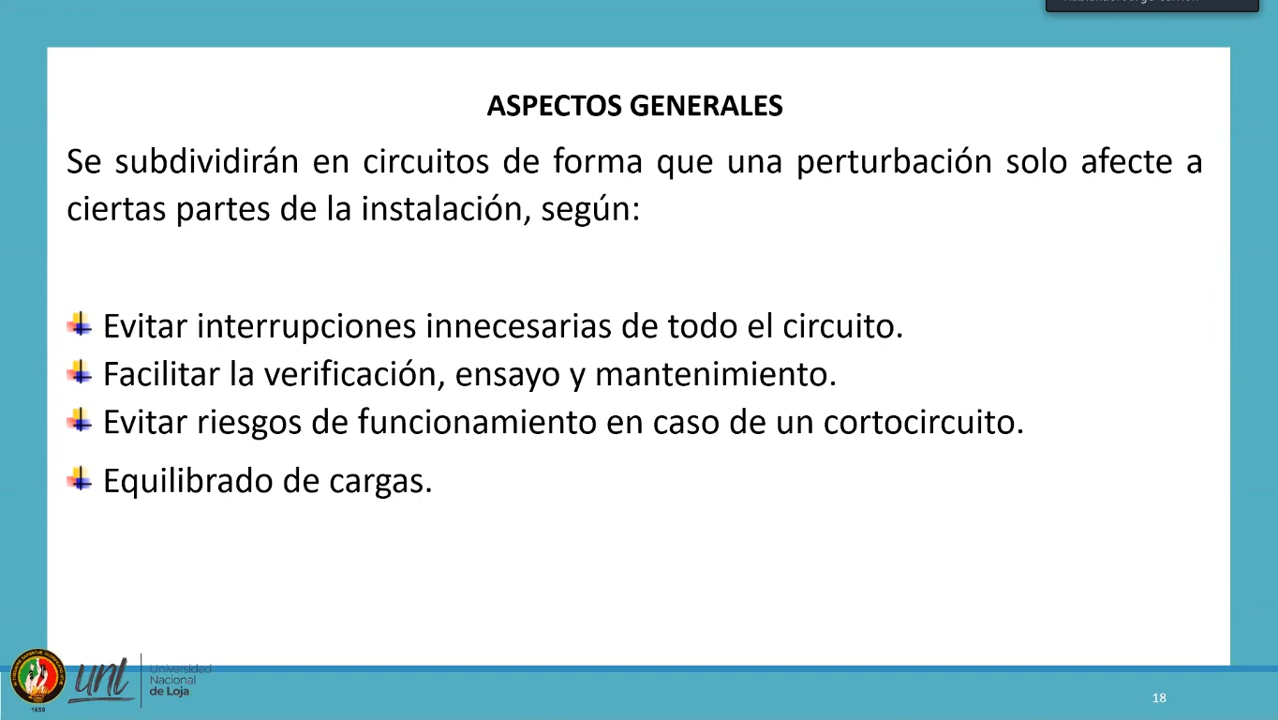 ASPECTOS GENERALES
Se subdividirán en circuitos de forma que una perturbación solo afecte a
ciertas partes de la instalación, según:
Evitar interrupciones innecesarias de todo el circuito.
Facilitar la verificación, ensayo y mantenimiento.
Evitar riesgos de funcionamiento en caso de un cortocircuito.
Equilibrado de cargas.
unl
Universidad
Nacional
de Loja
1859
18